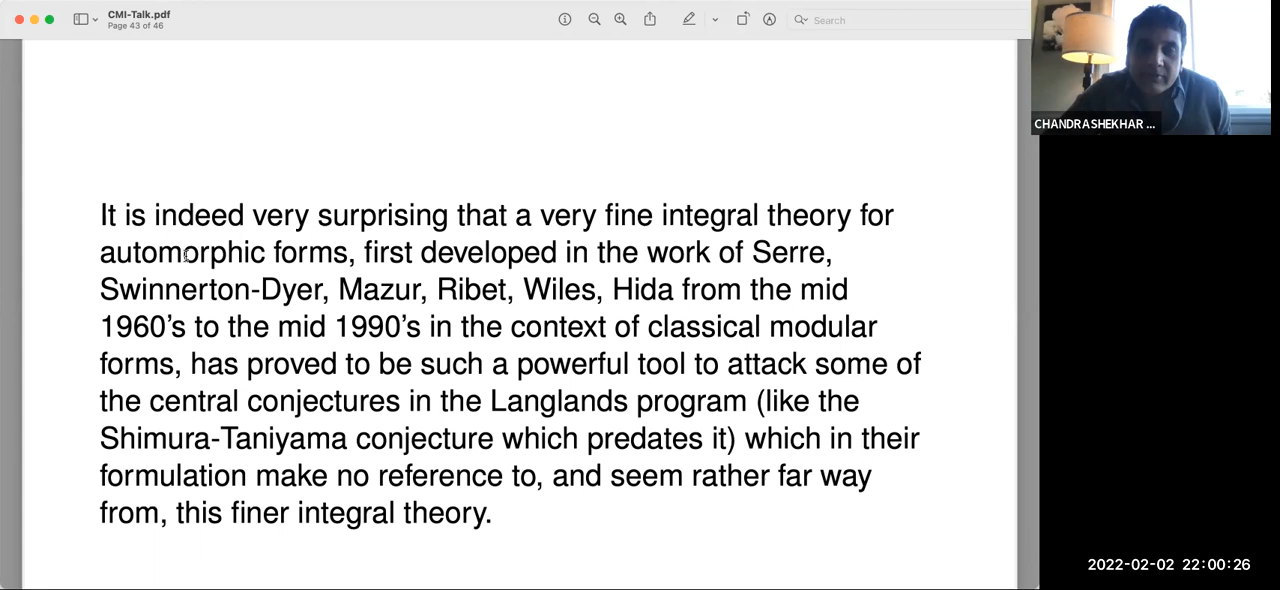 CMI-Talk.pdf
Page 43 of 46
Search
CHANDRASHEKHAR ...
It is indeed very surprising that a very fine integral theory for
automorphic forms, first developed in the work of Serre,
Swinnerton-Dyer, Mazur, Ribet, Wiles, Hida from the mid
1960's to the mid 1990's in the context of classical modular
forms, has proved to be such a powerful tool to attack some of
the central conjectures in the Langlands program (like the
Shimura-Taniyama conjecture which predates it) which in their
formulation make no reference to, and seem rather far way
from, this finer integral theory.
2022-02-02 22:00:26